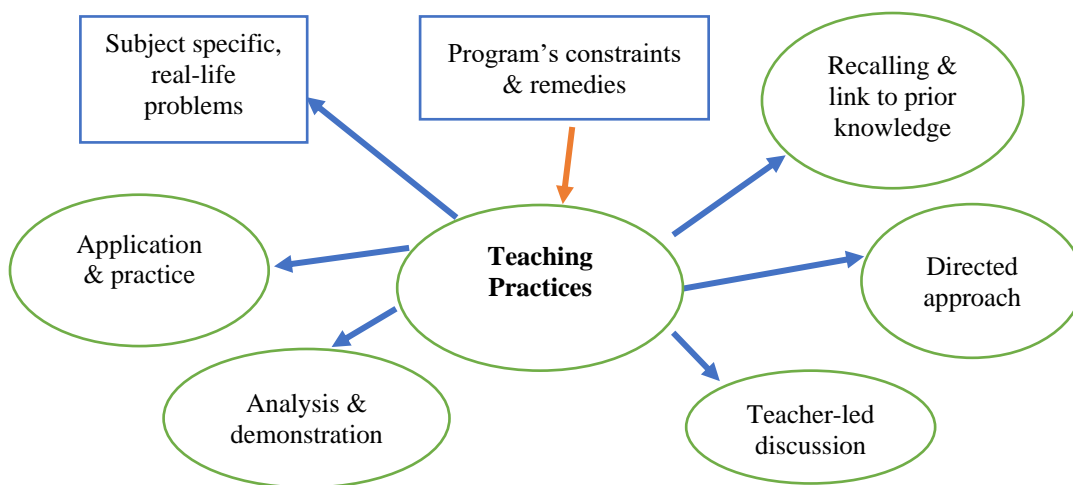 Subject specific,
real-life
problems
Program’s constraints
& remedies
Recalling &
link to prior
knowledge
Application
& practice
Teaching
Practices
Directed
approach
Analysis &
demonstration
Teacher-led
discussion